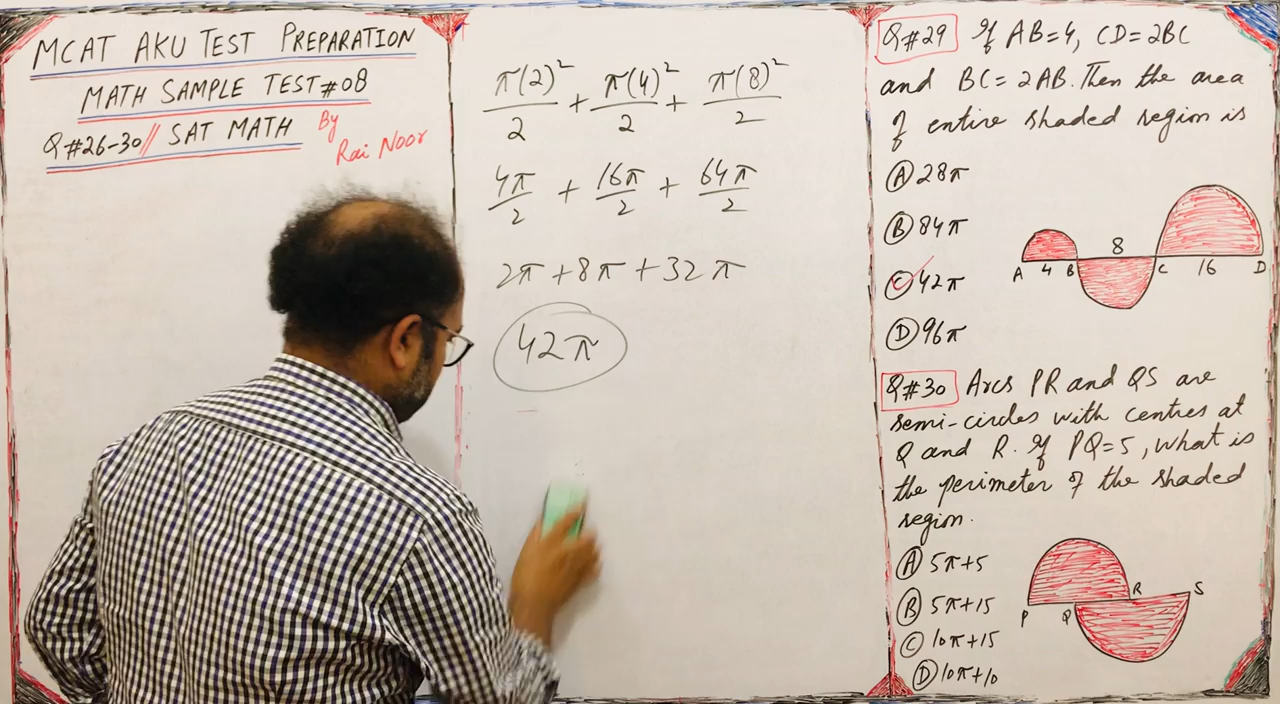 MCAT AKU TEST PREPARATION
MATH SAMPLE TEST#08
Q#26-30// SAT MATH
By
Rai Noor
π(2)²/2 + π(4)²/2 + π(8)²/2
4π/2 + 16π/2 + 64π/2
2π+8π+32π
42π
Q#29 If AB=4, CD=2BC
and BC=2AB. Then the area
of entire shaded region is
(A) 28π
(B) 84π
(C) 42π
(D) 96π
A 4 B 8 C 16 D
Q#30 Arcs PR and QS are
semi-circles with centres at
Q and R. If PQ=5, what is
the perimeter of the shaded
region.
(A) 5π+5
(B) 5π+15
(C) 10π+15
(D) 10π+10
P Q R S